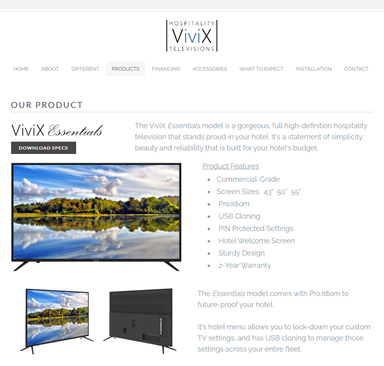 HOSPITALITY
ViviX
TELEVISIONS
HOME ABOUT DIFFERENT PRODUCTS FINANCING ACCESSORIES WHAT TO EXPECT INSTALLATION CONTACT
OUR PRODUCT
ViviX Essentials
DOWNLOAD SPECS
The ViviX Essentials model is a gorgeous, full high-definition hospitality
television that stands proud in your hotel. It's a statement of simplicity,
beauty and reliability that is built for your hotel's budget.
Product Features
• Commercial-Grade
• Screen Sizes: 43" 50" 55"
• Pro:Idiom
• USB Cloning
• PIN Protected Settings
• Hotel Welcome Screen
• Sturdy Design
• 2-Year Warranty
The Essentials model comes with Pro:Idiom to
future-proof your hotel.
It's hotel menu allows you to lock-down your custom
TV settings, and has USB cloning to manage those
settings across your entire fleet.